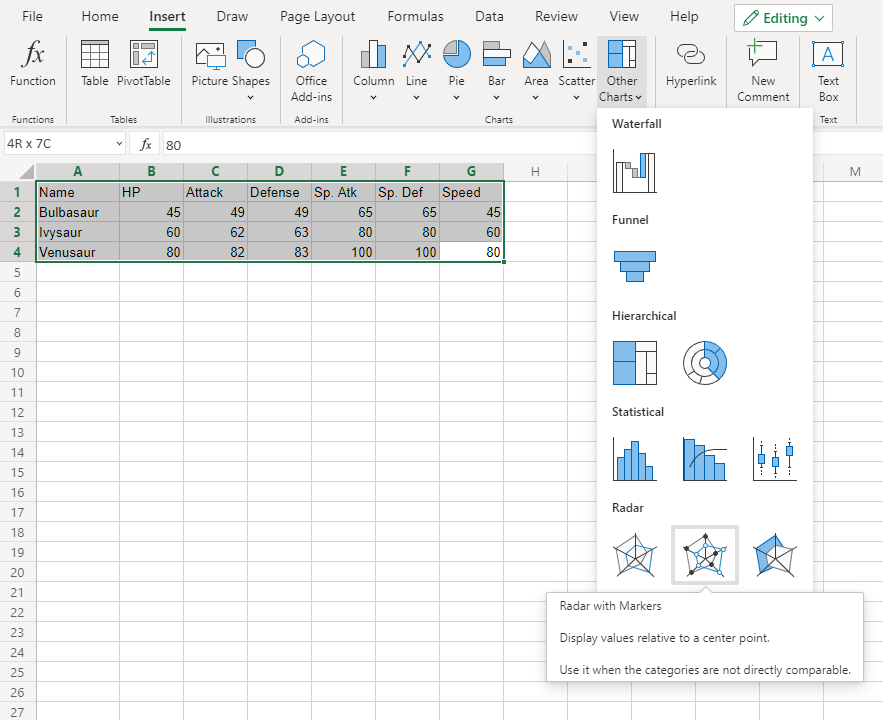 File Home Insert Draw Page Layout Formulas Data Review View Help Editing
fx
Function Table PivotTable Picture Shapes Office Add-ins Column Line Pie Bar Area Scatter Other Charts Hyperlink New Comment A Text Box
Functions Tables Illustrations Add-ins Charts Text
4R x 7C fx 80
A B C D E F G H M
1 Name HP Attack Defense Sp. Atk Sp. Def Speed
2 Bulbasaur 45 49 49 65 65 45
3 Ivysaur 60 62 63 80 80 60
4 Venusaur 80 82 83 100 100 80
5
6
7
8
9
10
11
12
13
14
15
16
17
18
19
20
21
22
23
24
25
26
27
Waterfall
Funnel
Hierarchical
Statistical
Radar
Radar with Markers
Display values relative to a center point.
Use it when the categories are not directly comparable.